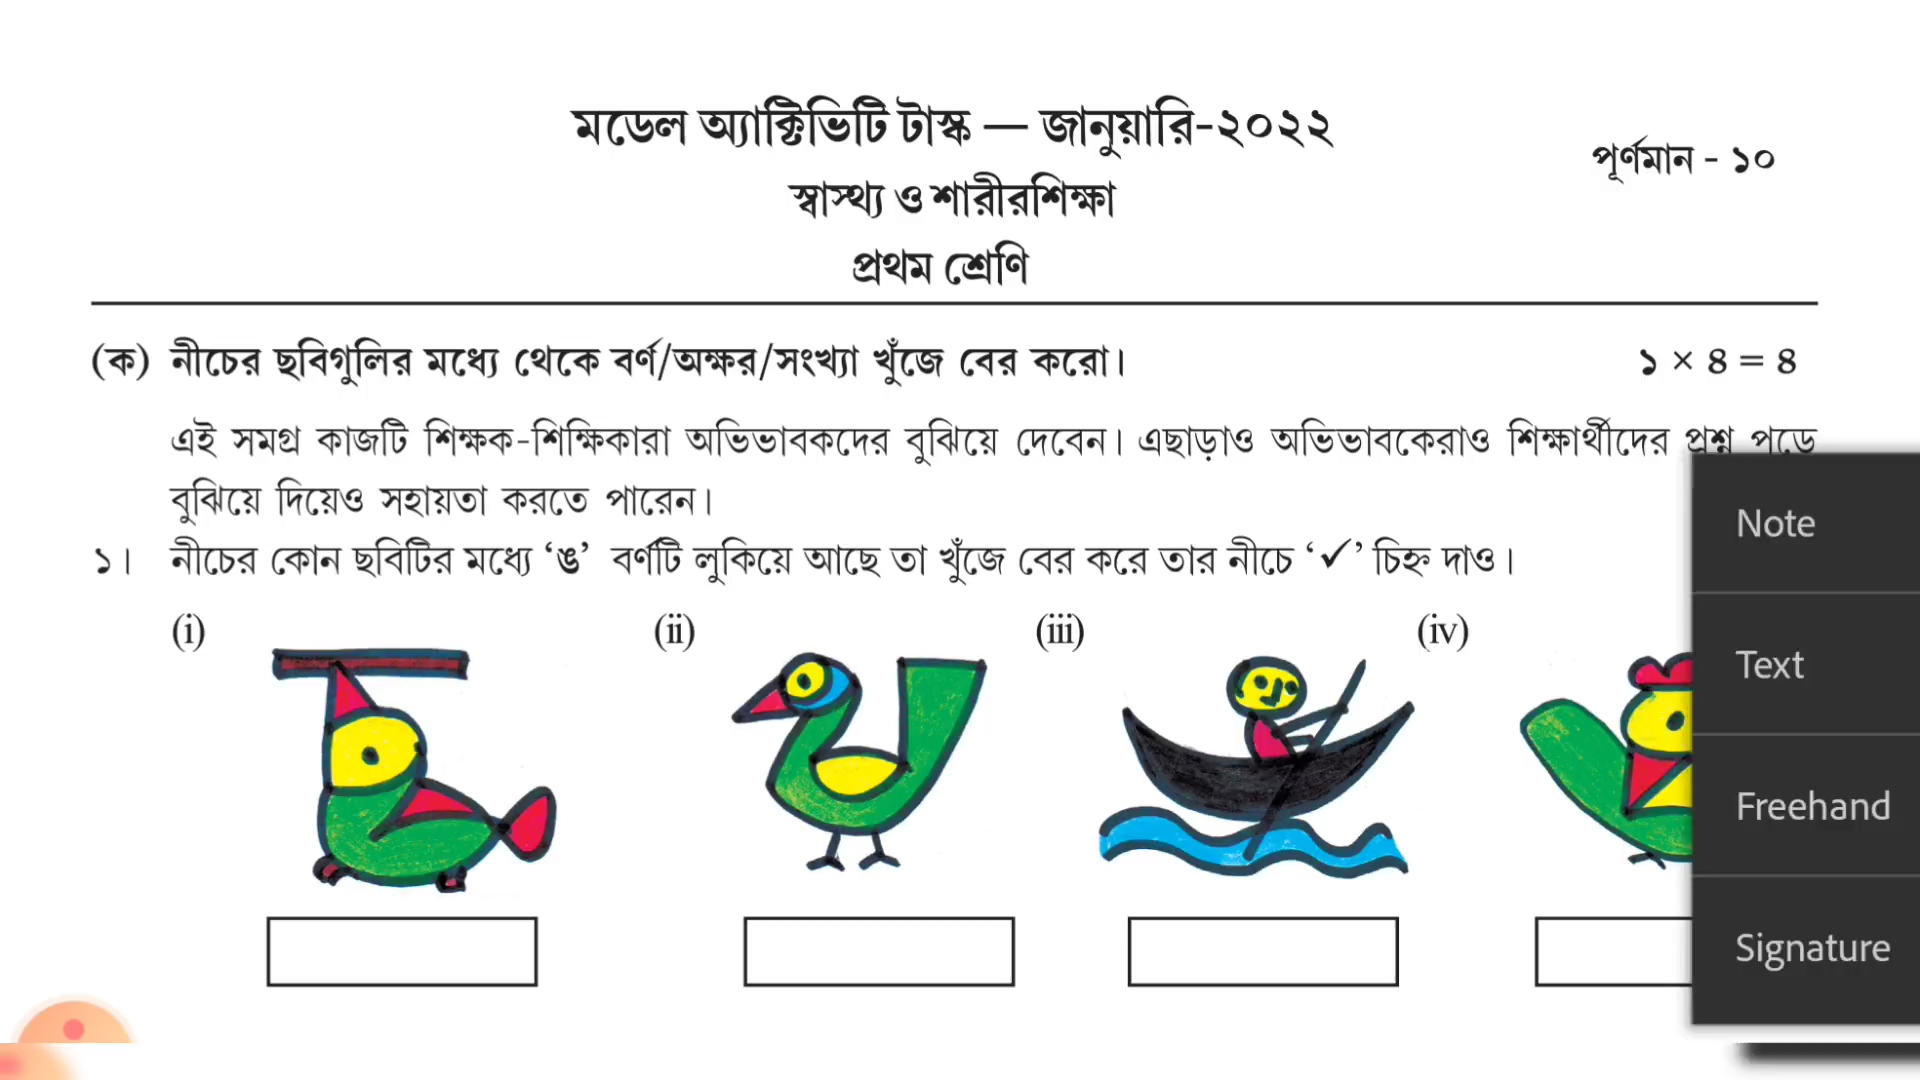 মডেল অ্যাক্টিভিটি টাস্ক — জানুয়ারি-২০২২
পূর্ণমান - ১০
স্বাস্থ্য ও শারীরশিক্ষা
প্রথম শ্রেণি
(ক) নীচের ছবিগুলির মধ্যে থেকে বর্ণ/অক্ষর/সংখ্যা খুঁজে বের করো। ১ × ৪ = ৪
এই সমগ্র কাজটি শিক্ষক-শিক্ষিকারা অভিভাবকদের বুঝিয়ে দেবেন। এছাড়াও অভিভাবকেরাও শিক্ষার্থীদের প্রশ্ন পড়ে
বুঝিয়ে দিয়েও সহায়তা করতে পারেন।
১। নীচের কোন ছবিটির মধ্যে ‘ঙ’ বর্ণটি লুকিয়ে আছে তা খুঁজে বের করে তার নীচে ‘✓’ চিহ্ন দাও।
(i) (ii) (iii) (iv)
Note
Text
Freehand
Signature